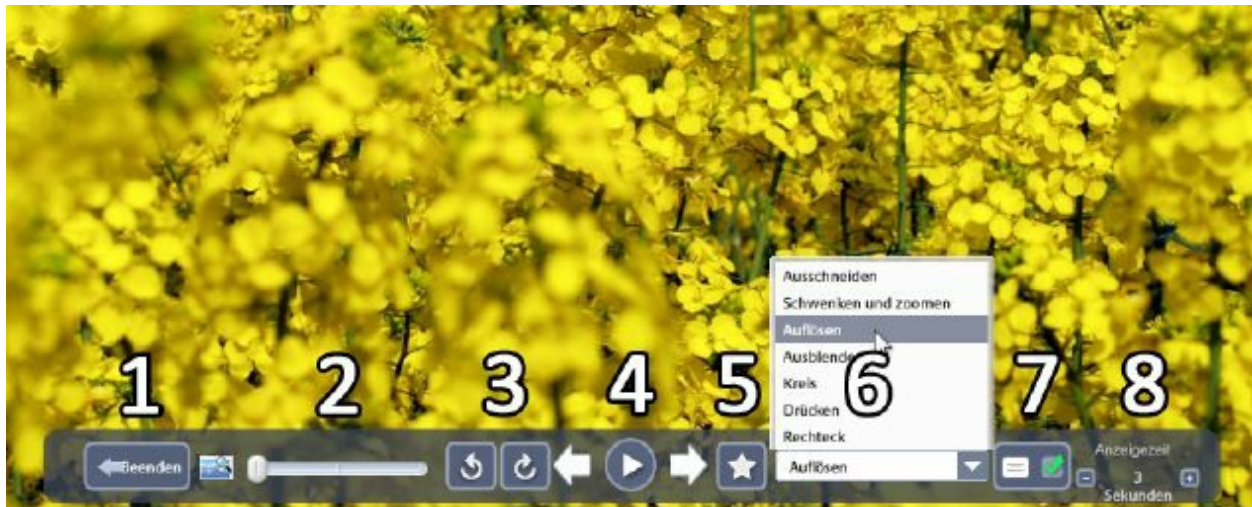 Ausschneiden
Schwenken und zoomen
Auflösen
Ausblenden
Kreis
Drücken
Rechteck
1 2 3 4 5 6 7 8
Beenden
Auflösen
Anzeigezeit
3
Sekunden